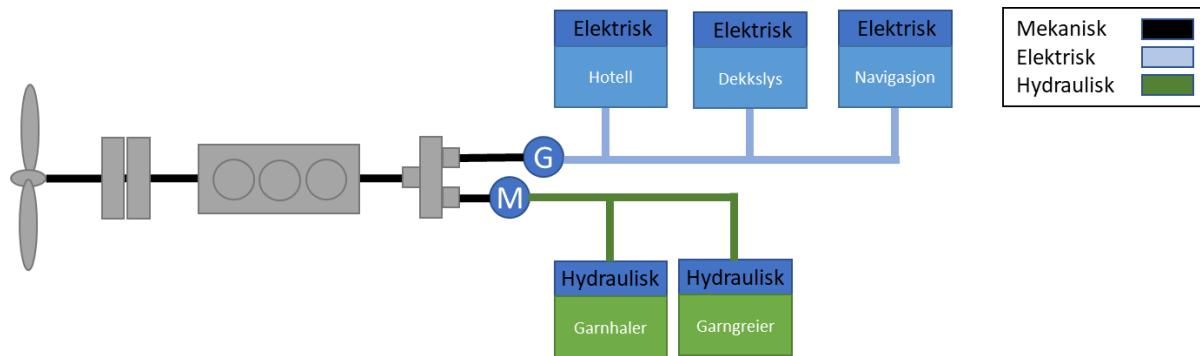 Elektrisk
Hotell
Elektrisk
Dekkslys
Elektrisk
Navigasjon
Mekanisk
Elektrisk
Hydraulisk
G
M
Hydraulisk
Garnhaler
Hydraulisk
Garngreier